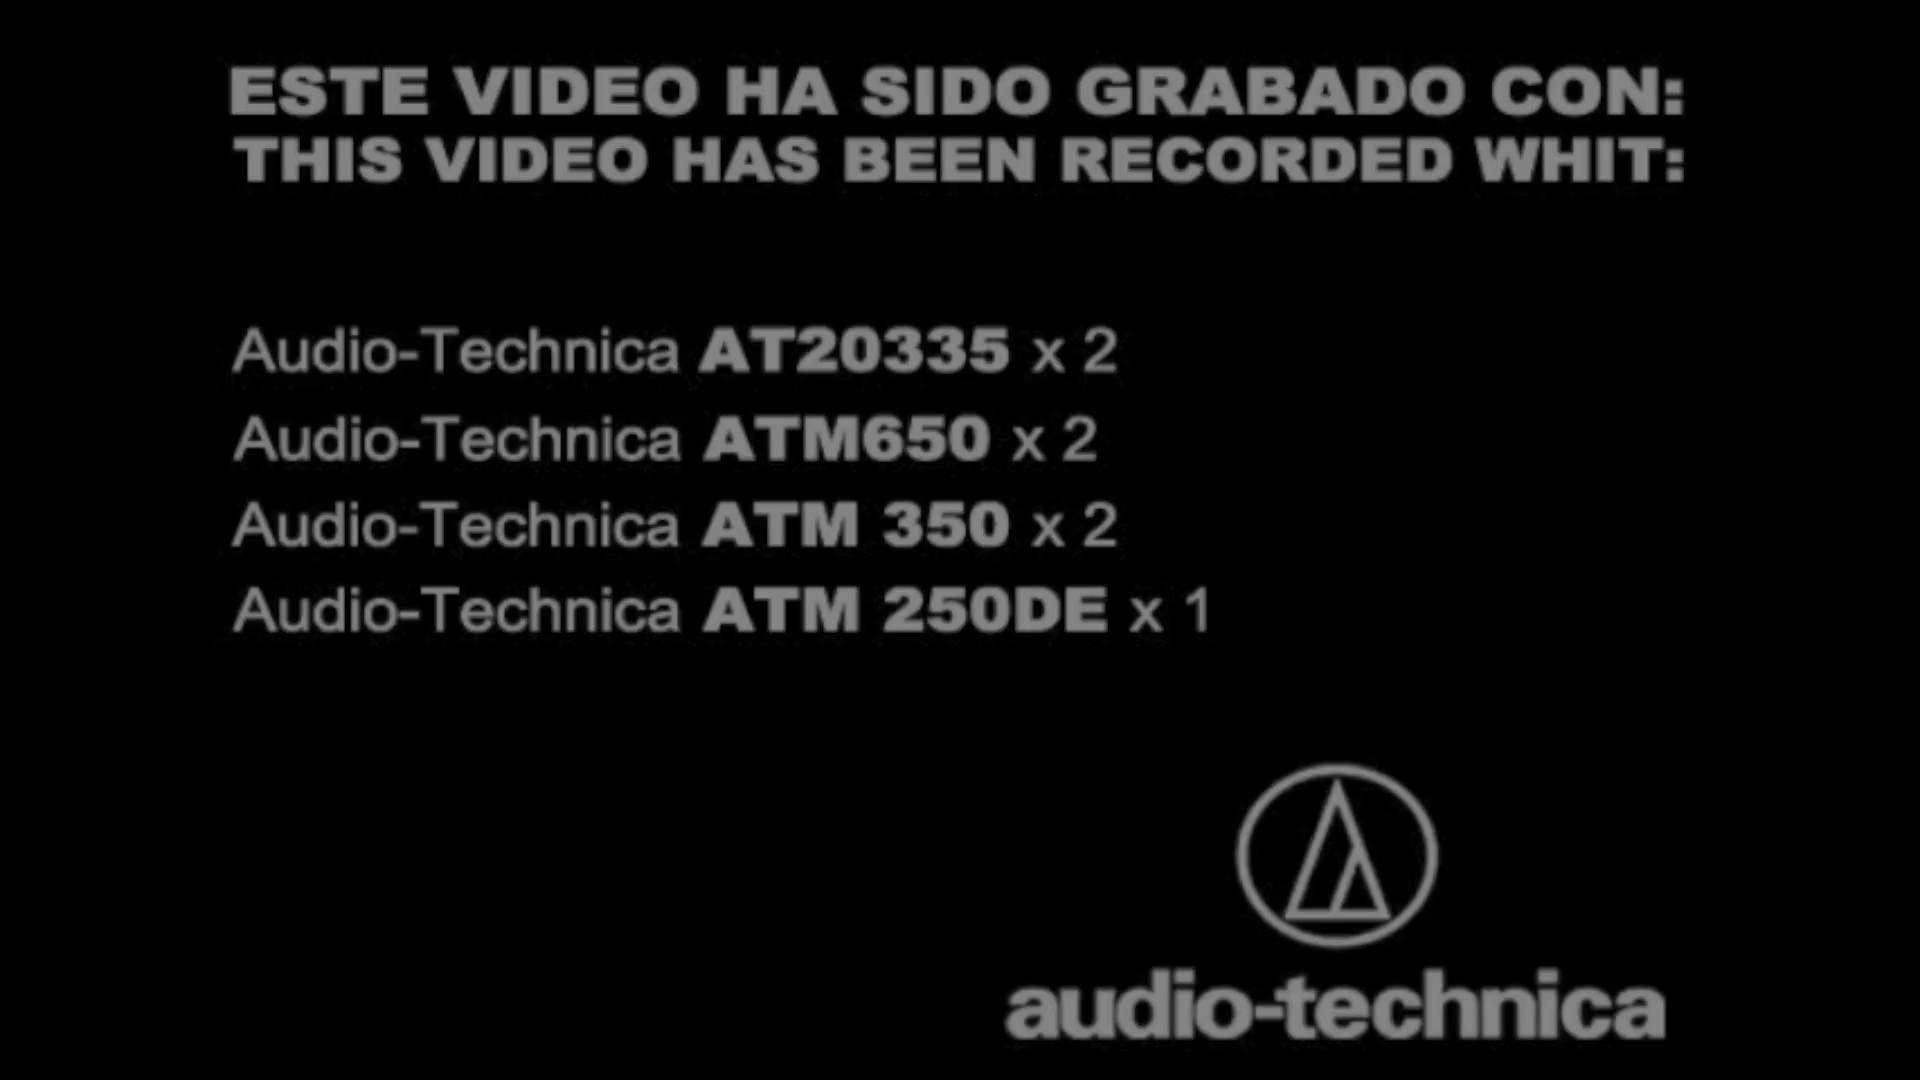 ESTE VIDEO HA SIDO GRABADO CON:
THIS VIDEO HAS BEEN RECORDED WHIT:
Audio-Technica AT20335 x 2
Audio-Technica ATM650 x 2
Audio-Technica ATM 350 x 2
Audio-Technica ATM 250DE x 1
audio-technica